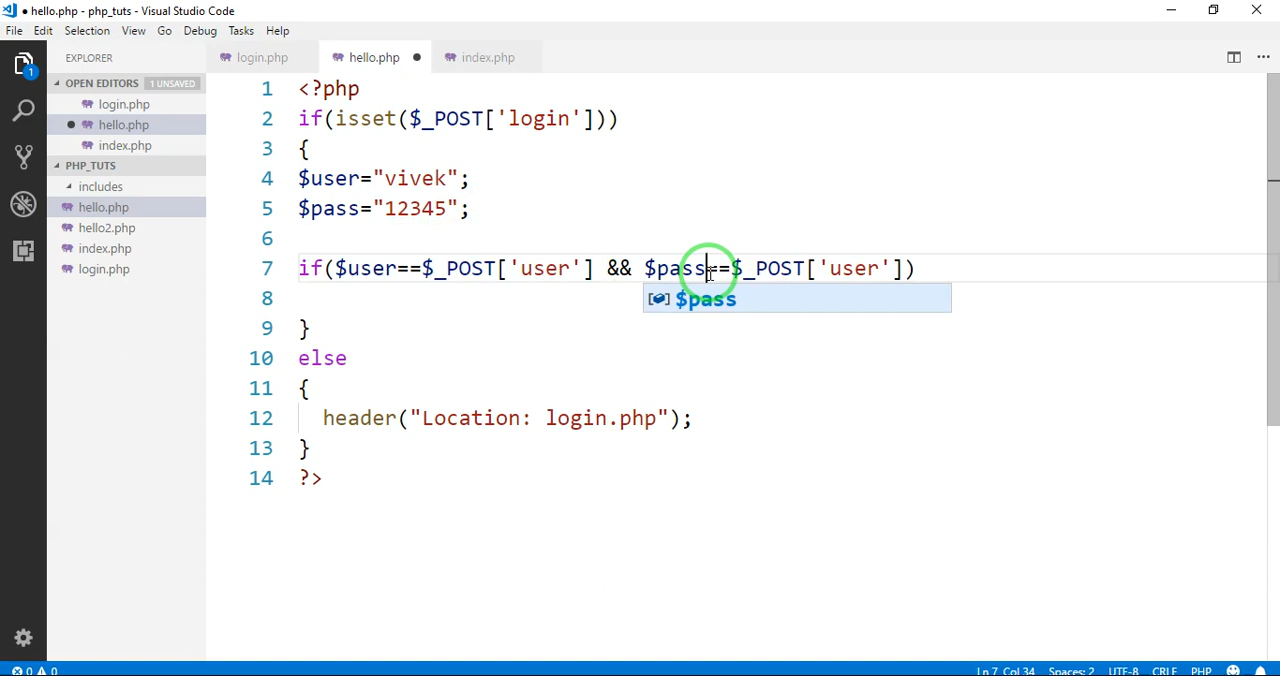 ● hello.php - php_tuts - Visual Studio Code
File Edit Selection View Go Debug Tasks Help
EXPLORER
OPEN EDITORS 1 UNSAVED
login.php
hello.php
index.php
PHP_TUTS
includes
hello.php
hello2.php
index.php
login.php
1
login.php hello.php ● index.php
1 <?php
2 if(isset($_POST['login']))
3 {
4 $user="vivek";
5 $pass="12345";
6
7 if($user==$_POST['user'] && $pass==$_POST['user'])
$pass
8
9 }
10 else
11 {
12 header("Location: login.php");
13 }
14 ?>
0 0 Ln 7, Col 34 Spaces: 2 UTF-8 CRLF PHP